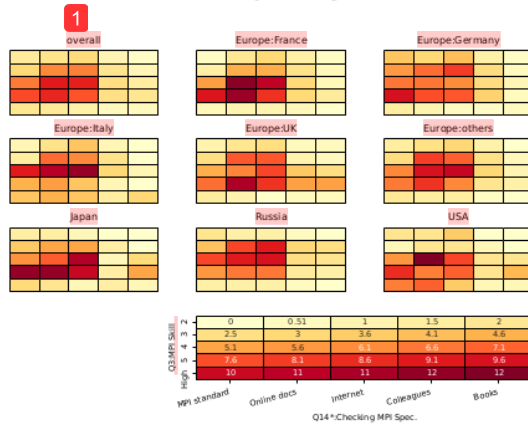 1
overall Europe:France Europe:Germany
Europe:Italy Europe:UK Europe:others
Japan Russia USA
Q3:MPI Skill
2 0 0.51 1 1.5 2
3 2.5 3 3.6 4.1 4.6
4 5.1 5.6 6.1 6.6 7.1
5 7.6 8.1 8.6 9.1 9.6
High 10 11 11 12 12
MPI standard Online docs Internet Colleagues Books
Q14*:Checking MPI Spec.